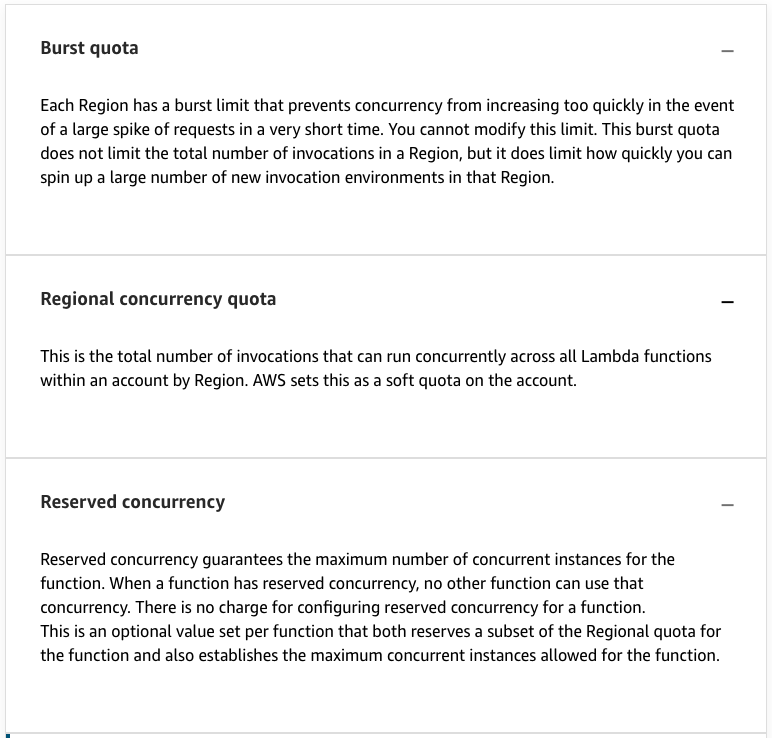 Burst quota
Each Region has a burst limit that prevents concurrency from increasing too quickly in the event
of a large spike of requests in a very short time. You cannot modify this limit. This burst quota
does not limit the total number of invocations in a Region, but it does limit how quickly you can
spin up a large number of new invocation environments in that Region.
Regional concurrency quota
This is the total number of invocations that can run concurrently across all Lambda functions
within an account by Region. AWS sets this as a soft quota on the account.
Reserved concurrency
Reserved concurrency guarantees the maximum number of concurrent instances for the
function. When a function has reserved concurrency, no other function can use that
concurrency. There is no charge for configuring reserved concurrency for a function.
This is an optional value set per function that both reserves a subset of the Regional quota for
the function and also establishes the maximum concurrent instances allowed for the function.